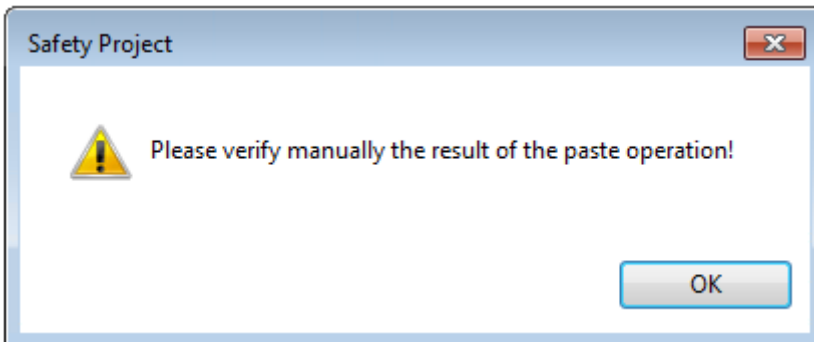 Safety Project
Please verify manually the result of the paste operation!
OK